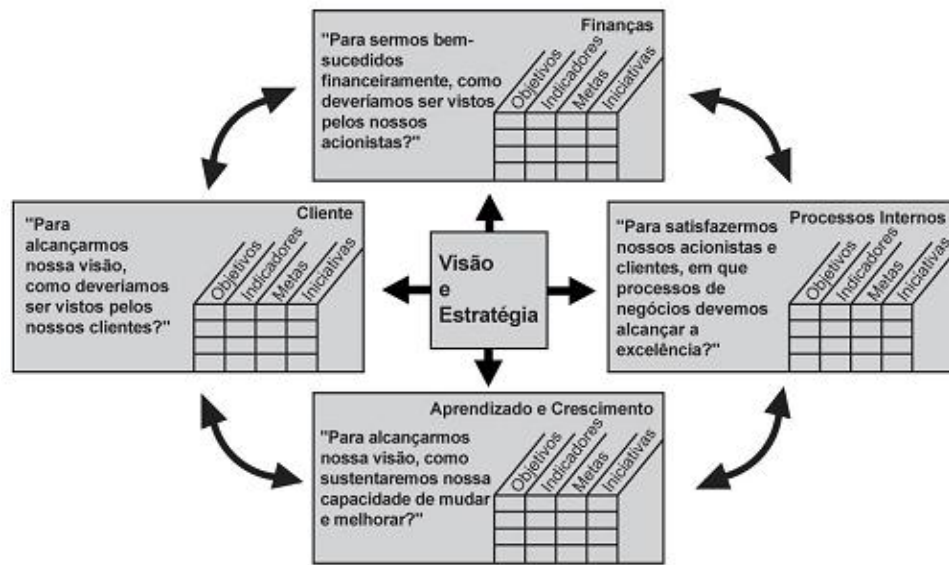 Finanças
"Para sermos bem-
sucedidos
financeiramente, como
deveríamos ser vistos
pelos nossos
acionistas?"
Objetivos
Indicadores
Metas
Iniciativas
Cliente
"Para
alcançarmos
nossa visão,
como deveriamos
ser vistos pelos
nossos clientes?"
Objetivos
Indicadores
Metas
Iniciativas
Visão
e
Estratégia
Processos Internos
"Para satisfazermos
nossos acionistas e
clientes, em que
processos de
negócios devemos
alcançar a
excelência?"
Objetivos
Indicadores
Metas
Iniciativas
Aprendizado e Crescimento
"Para alcançarmos
nossa visão, como
sustentaremos nossa
capacidade de mudar
e melhorar?"
Objetivos
Indicadores
Metas
Iniciativas